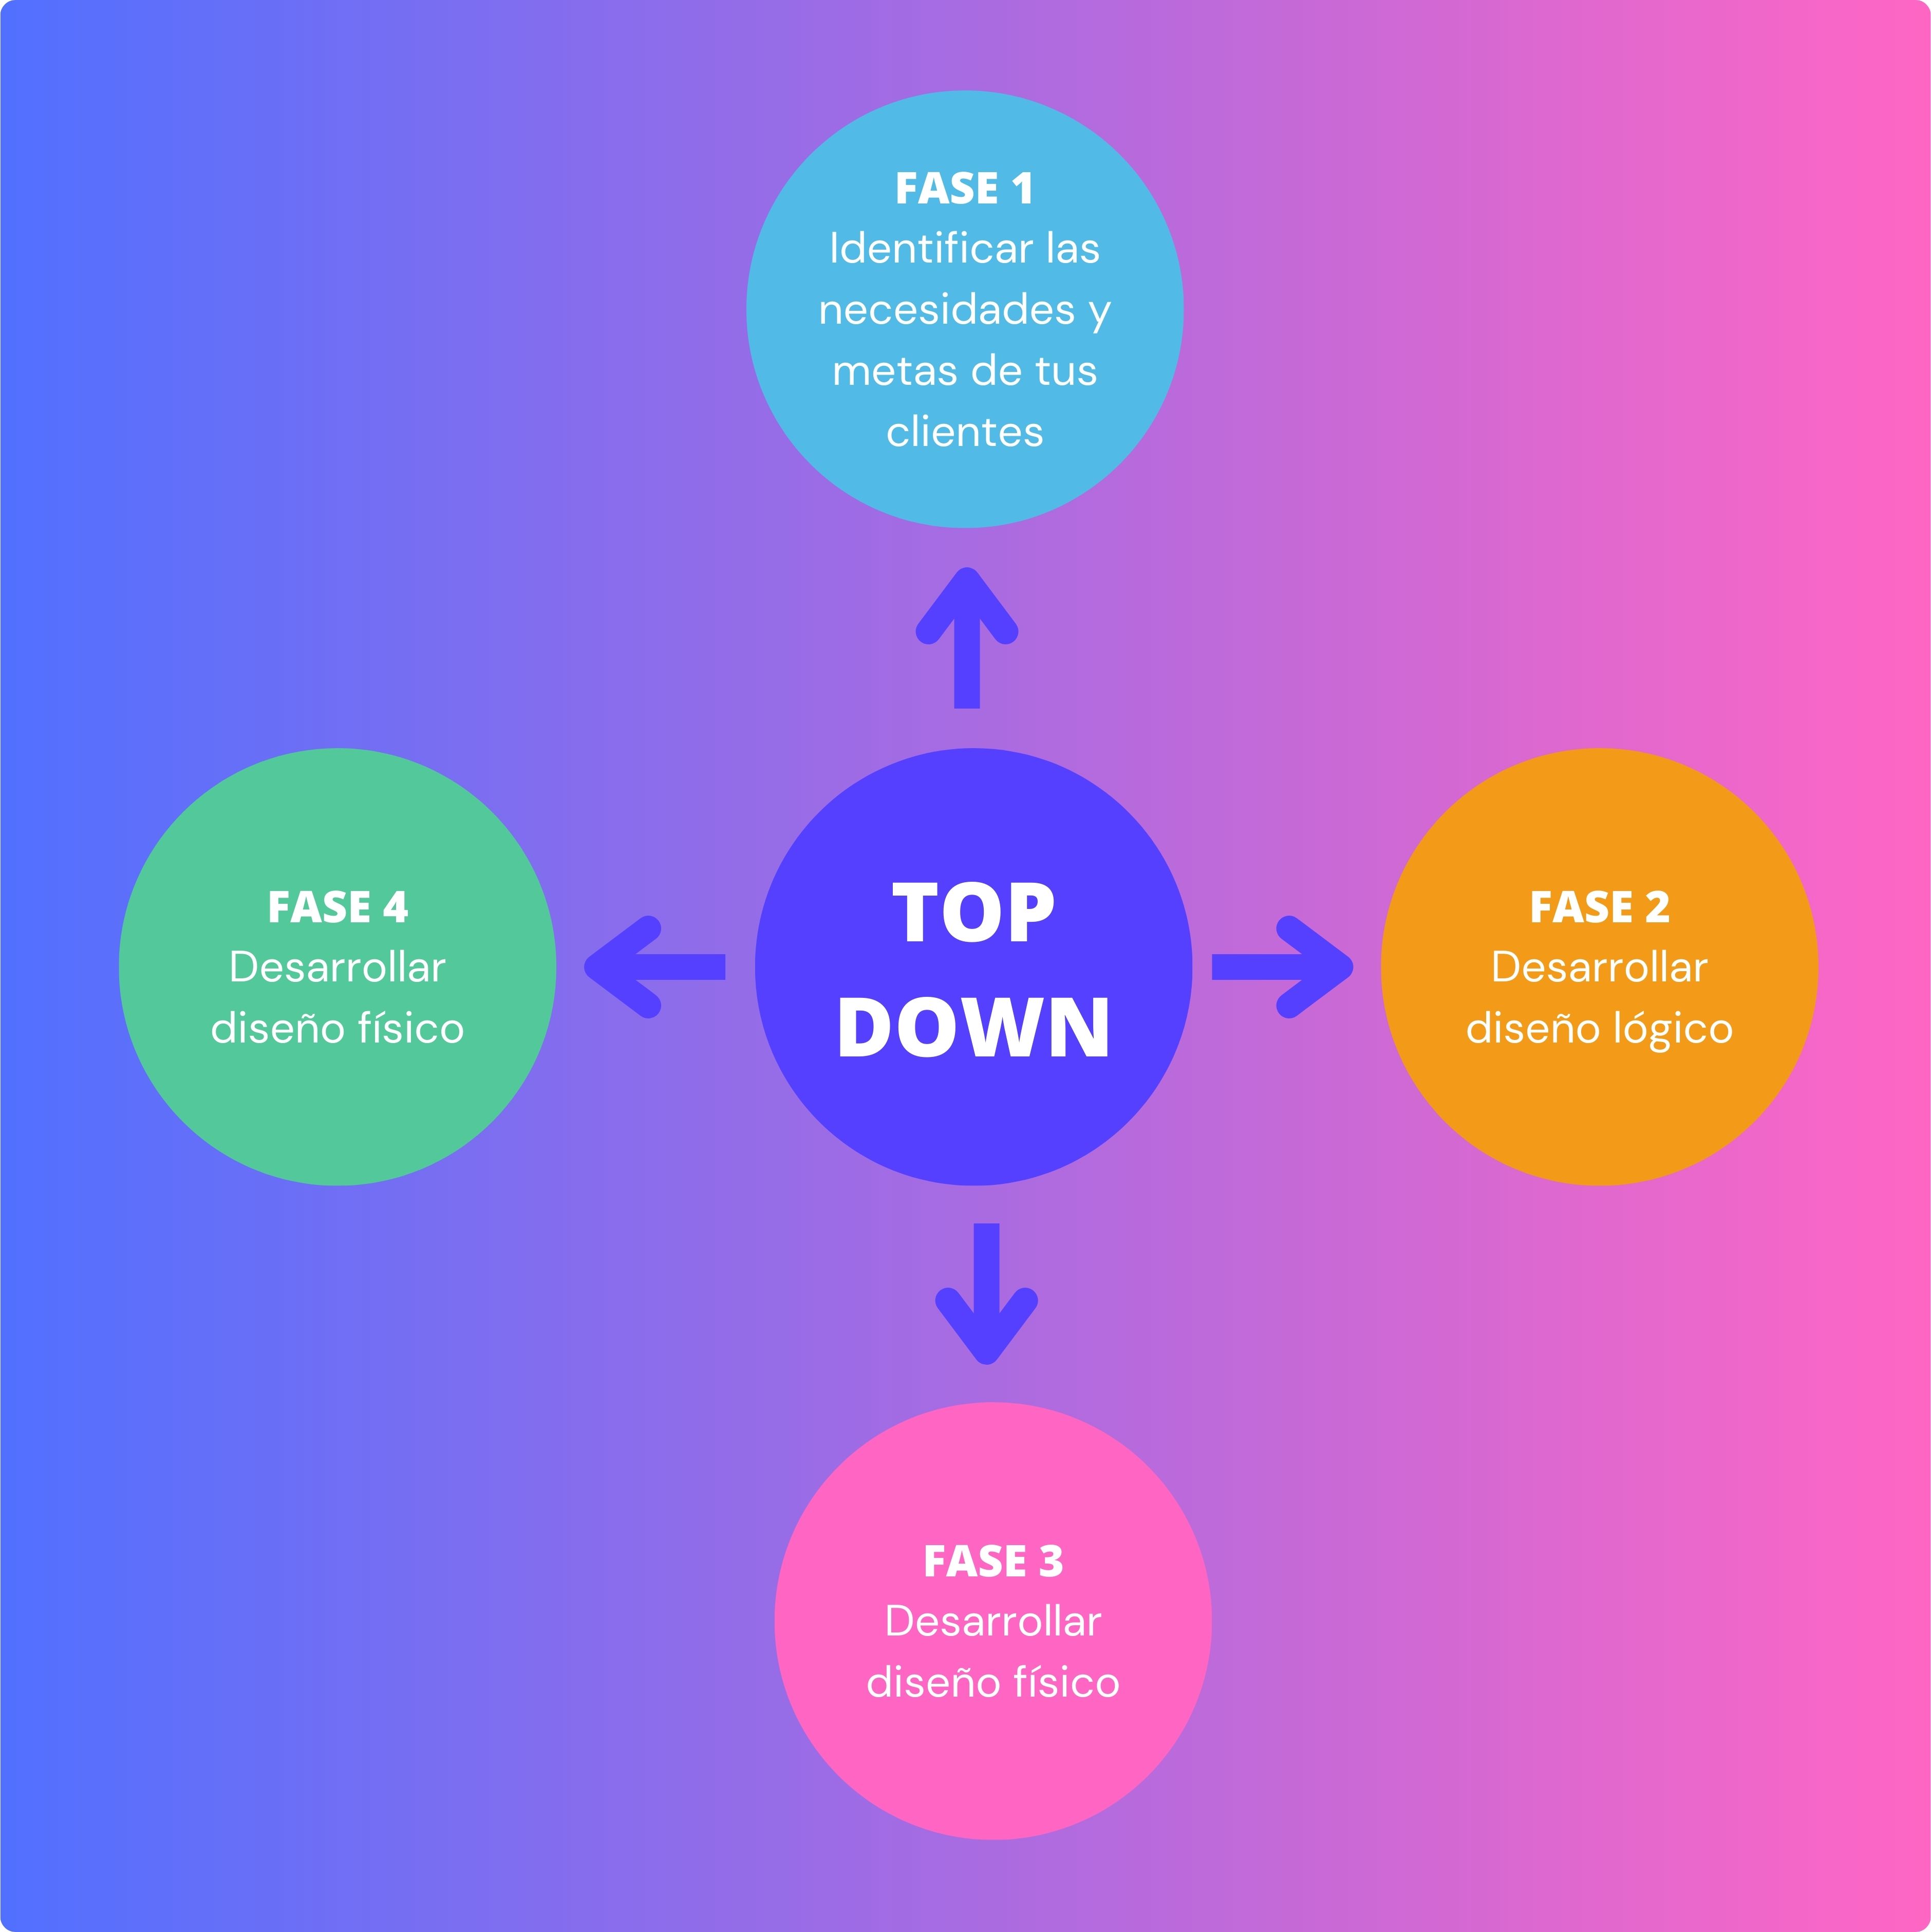 FASE 1
Identificar las
necesidades y
metas de tus
clientes
FASE 4
Desarrollar
diseño físico
TOP
DOWN
FASE 2
Desarrollar
diseño lógico
FASE 3
Desarrollar
diseño físico